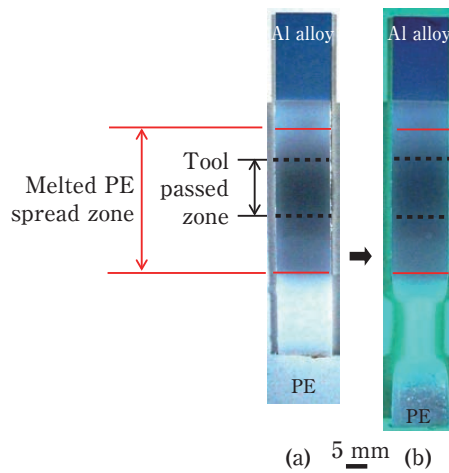 Al alloy
Al alloy
Melted PE
spread zone
Tool
passed
zone
PE
PE
(a)
5 mm
(b)